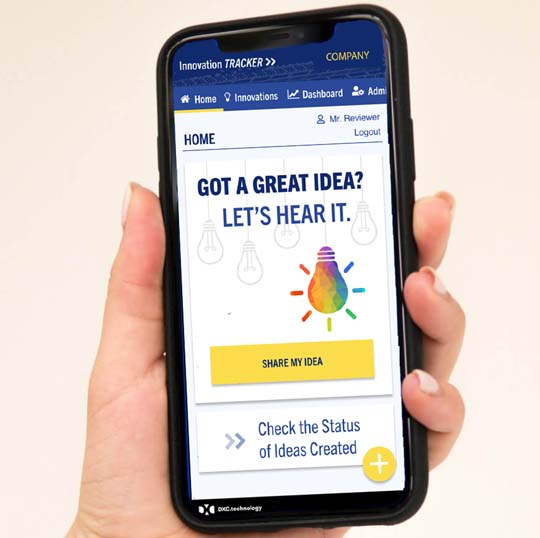 Innovation TRACKER >>
COMPANY
Home Innovations Dashboard Admi
Mr. Reviewer
HOME
Logout
GOT A GREAT IDEA?
LET'S HEAR IT.
SHARE MY IDEA
>> Check the Status
of Ideas Created
+
DXC.technology